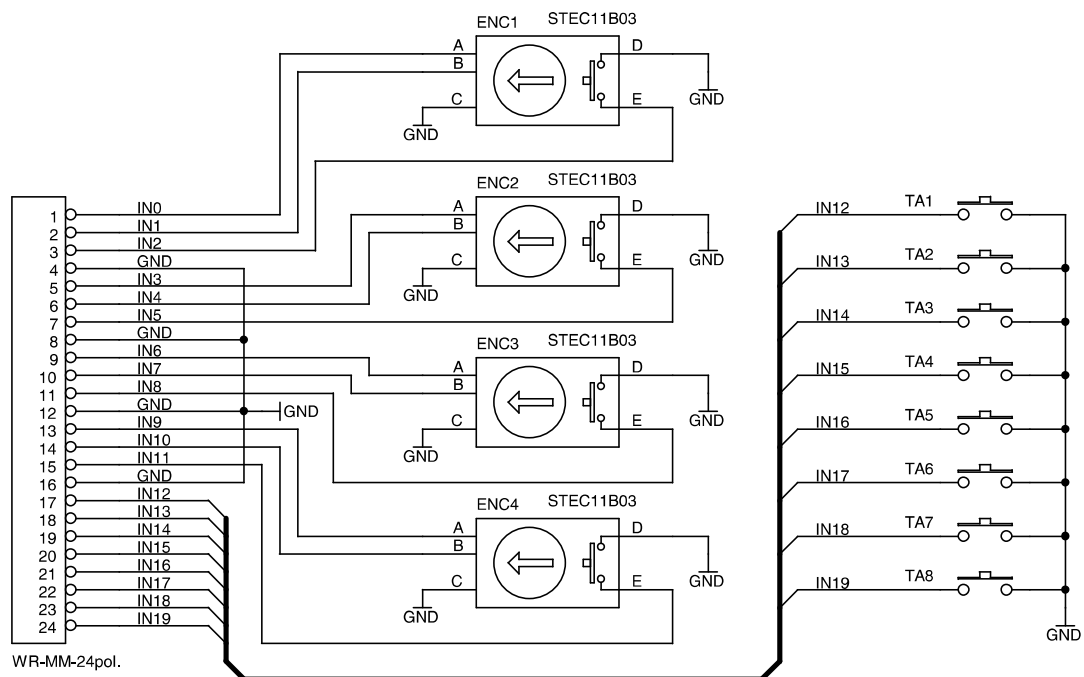 ENC1 STEC11B03
A
B
C
D
E
GND
GND
ENC2 STEC11B03
A
B
C
D
E
GND
GND
ENC3 STEC11B03
A
B
C
D
E
GND
GND
ENC4 STEC11B03
A
B
C
D
E
GND
GND
1 IN0
2 IN1
3 IN2
4 GND
5 IN3
6 IN4
7 IN5
8 GND
9 IN6
10 IN7
11 IN8
12 GND
GND
13 IN9
14 IN10
15 IN11
16 GND
17 IN12
18 IN13
19 IN14
20 IN15
21 IN16
22 IN17
23 IN18
24 IN19
WR-MM-24pol.
IN12 TA1
IN13 TA2
IN14 TA3
IN15 TA4
IN16 TA5
IN17 TA6
IN18 TA7
IN19 TA8
GND